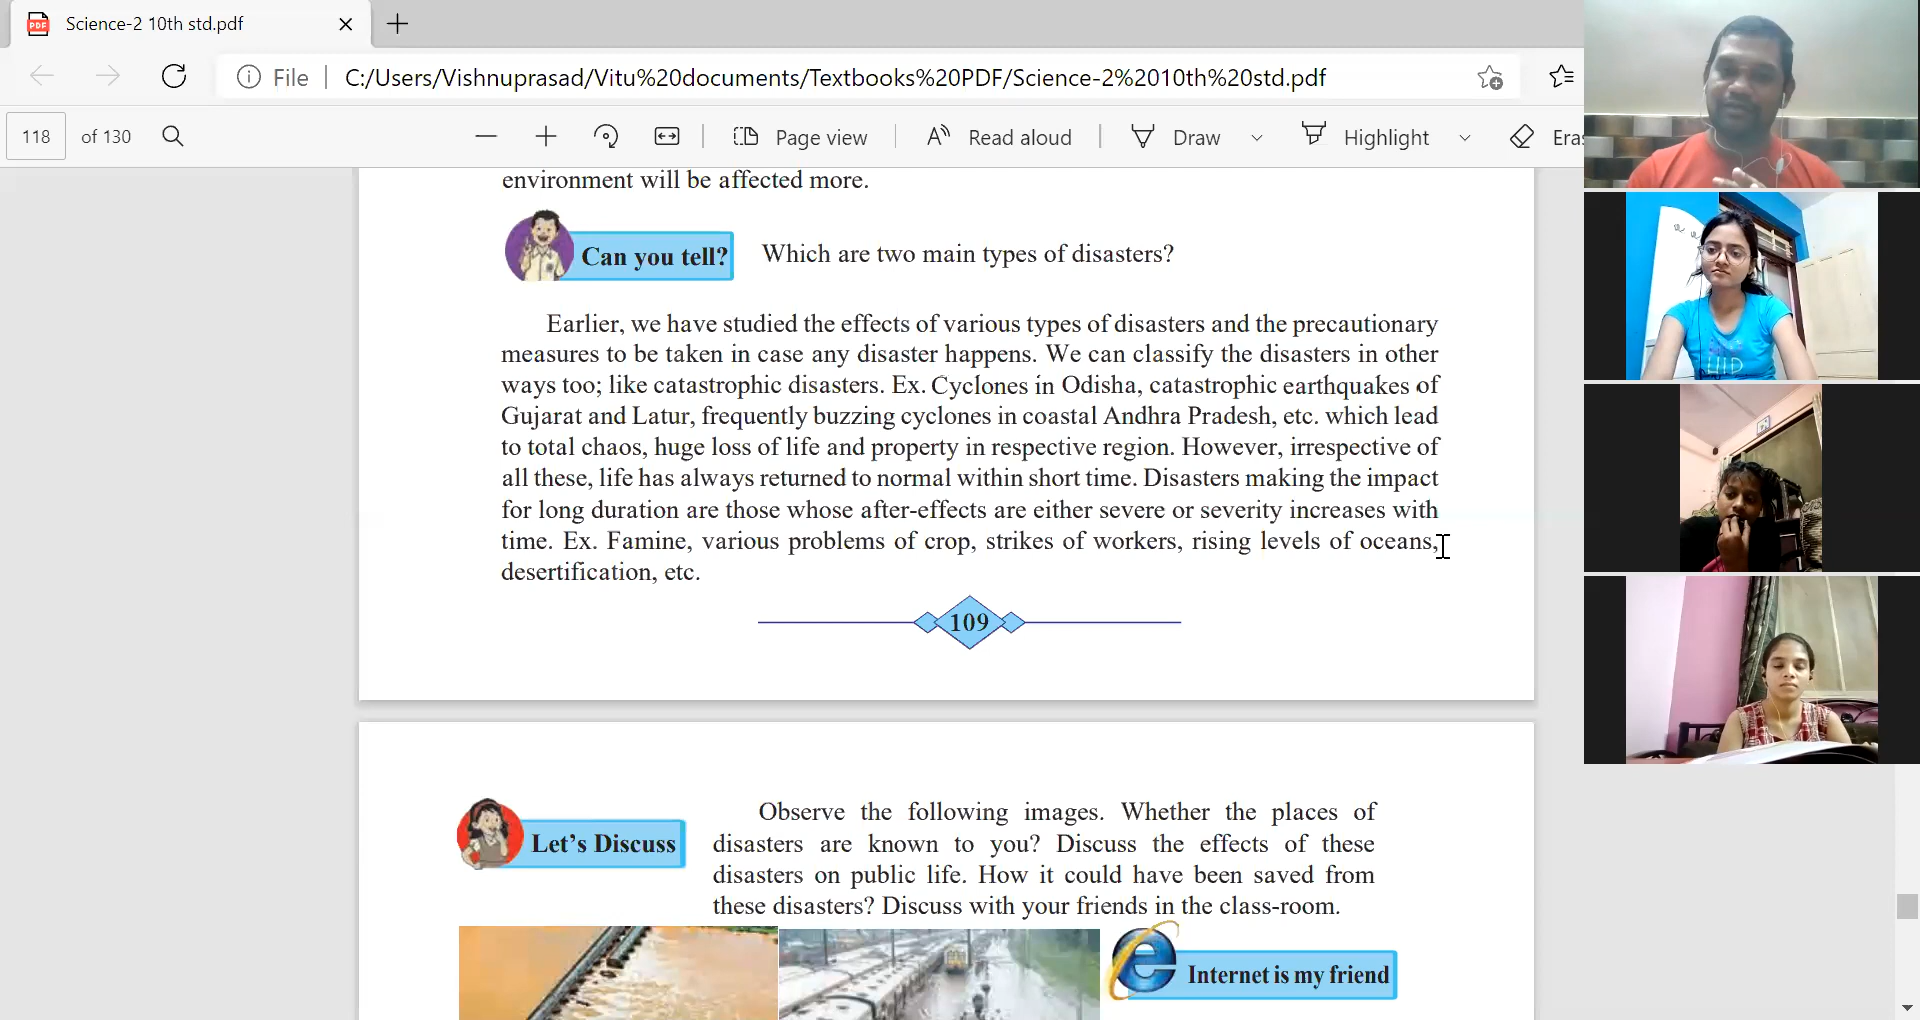 Science-2 10th std.pdf
File
C:/Users/Vishnuprasad/Vitu%20documents/Textbooks%20PDF/Science-2%2010th%20std.pdf
118 of 130
Page view
Read aloud
Draw
Highlight
Eras
environment will be affected more.
Can you tell?
Which are two main types of disasters?
Earlier, we have studied the effects of various types of disasters and the precautionary
measures to be taken in case any disaster happens. We can classify the disasters in other
ways too; like catastrophic disasters. Ex. Cyclones in Odisha, catastrophic earthquakes of
Gujarat and Latur, frequently buzzing cyclones in coastal Andhra Pradesh, etc. which lead
to total chaos, huge loss of life and property in respective region. However, irrespective of
all these, life has always returned to normal within short time. Disasters making the impact
for long duration are those whose after-effects are either severe or severity increases with
time. Ex. Famine, various problems of crop, strikes of workers, rising levels of oceans,
desertification, etc.
109
Let's Discuss
Observe the following images. Whether the places of
disasters are known to you? Discuss the effects of these
disasters on public life. How it could have been saved from
these disasters? Discuss with your friends in the class-room.
Internet is my friend